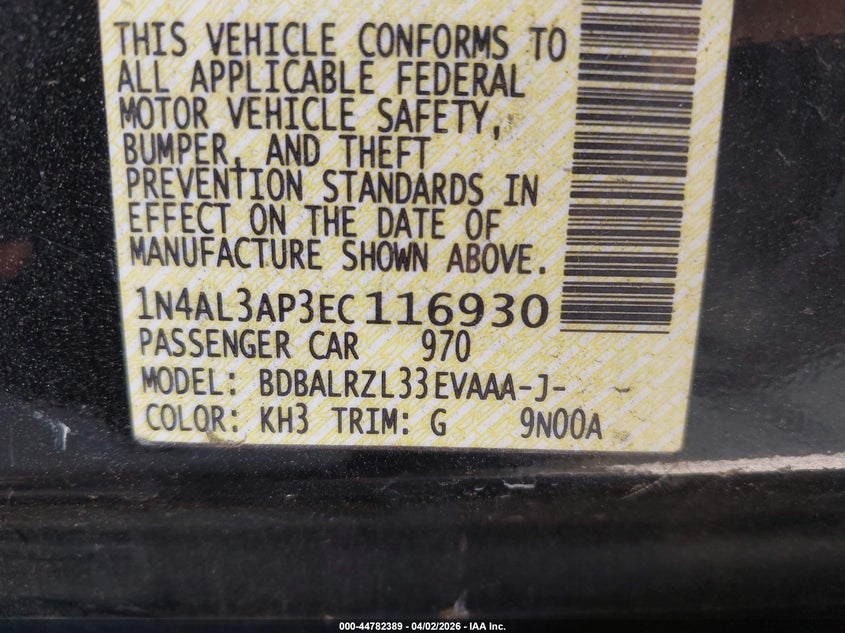 THIS VEHICLE CONFORMS TO
ALL APPLICABLE FEDERAL
MOTOR VEHICLE SAFETY,
BUMPER, AND THEFT
PREVENTION STANDARDS IN
EFFECT ON THE DATE OF
MANUFACTURE SHOWN ABOVE.
1N4AL3AP3EC116930
PASSENGER CAR 970
MODEL: BDBALRZL33EVAAA-J-
COLOR: KH3 TRIM: G 9N00A
000-44782389 - 04/02/2026 - IAA Inc.